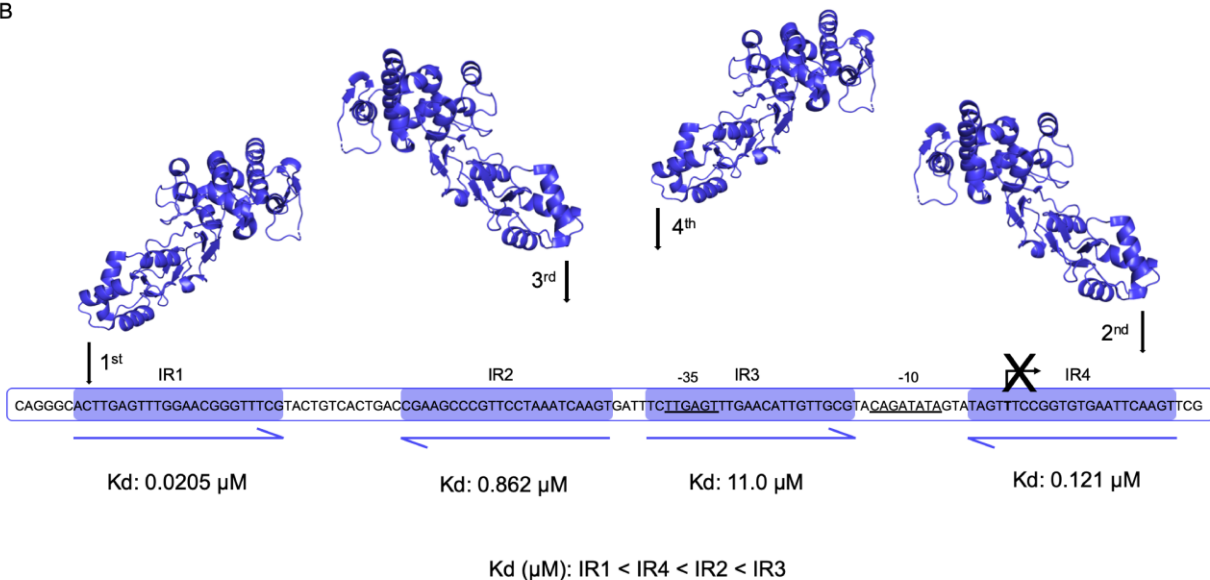 B
4th
3rd
2nd
1st
IR1
IR2
-35
IR3
-10
X
IR4
CAGGGCACTTGAGTTTGGAACGGGTTTCGTACTGTCACTGACCGAAGCCCGTTCCTAAATCAAGTGATTTCTTGAGTTTGAACATTGTTGCGTACAGATATAGTATAGTTTCCGGTGTGAATTCAAGTTCG
Kd: 0.0205 µM
Kd: 0.862 µM
Kd: 11.0 µM
Kd: 0.121 µM
Kd (µM): IR1 < IR4 < IR2 < IR3